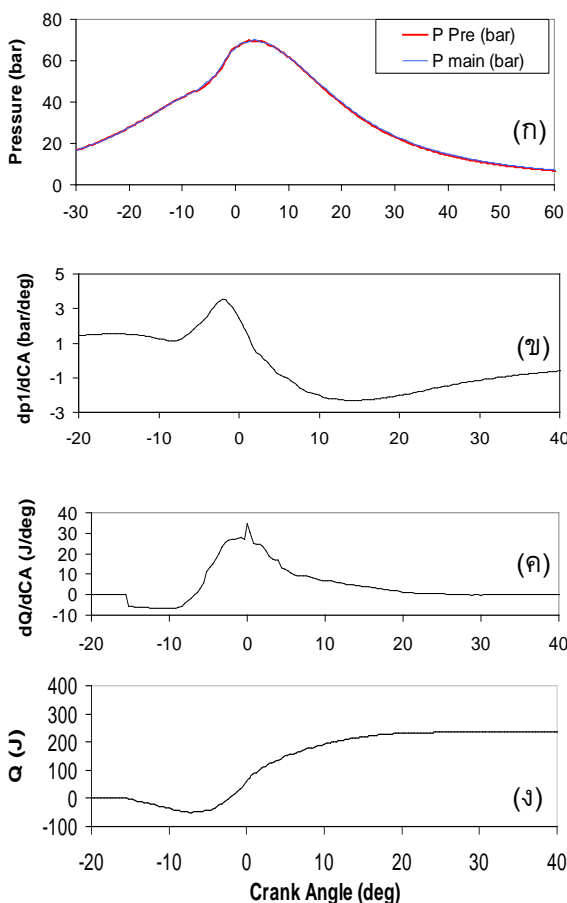 80
60
40
20
0
Pressure (bar)
P Pre (bar)
P main (bar)
(ก)
-30 -20 -10 0 10 20 30 40 50 60
5
3
1
-1
-3
dp1/dCA (bar/deg)
(ข)
-20 -10 0 10 20 30 40
40
30
20
10
0
-10
dQ/dCA (J/deg)
(ค)
-20 -10 0 10 20 30 40
400
300
200
100
0
-100
Q (J)
(ง)
-20 -10 0 10 20 30 40
Crank Angle (deg)